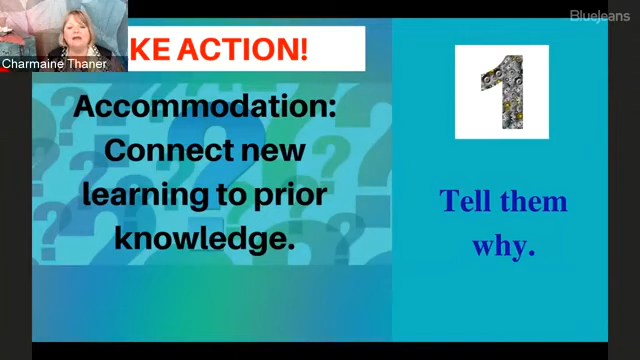 BlueJeans
Charmaine Thaner
KE ACTION!
Accommodation:
Connect new
learning to prior
knowledge.
1
Tell them
why.